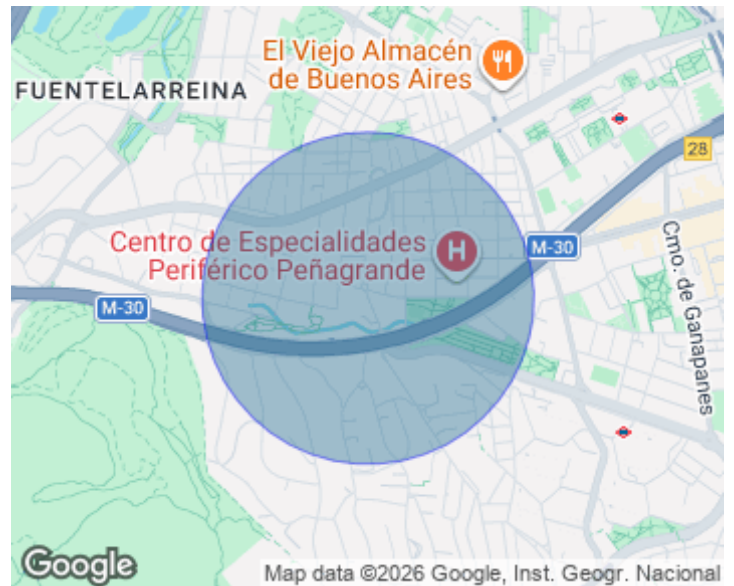 El Viejo Almacén
de Buenos Aires
FUENTELARREINA
28
Centro de Especialidades
Periférico Peñagrande
H
M-30
M-30
Cmo. de Ganapanes
Google
Map data ©2026 Google, Inst. Geogr. Nacional